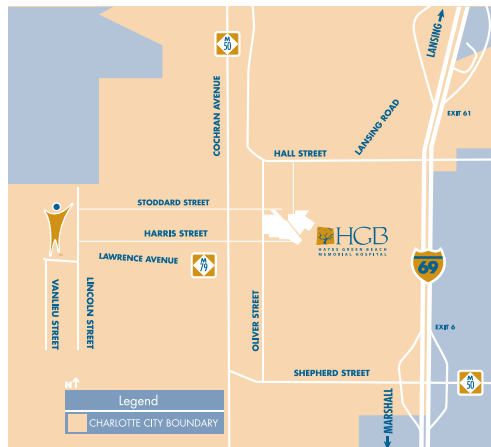 LANSING
M
50
COCHRAN AVENUE
LANSING ROAD
EXIT 61
HALL STREET
STODDARD STREET
HARRIS STREET
HGB
HAYES GREEN BEACH
MEMORIAL HOSPITAL
LAWRENCE AVENUE
M
79
69
VANLIEU STREET
LINCOLN STREET
OLIVER STREET
EXIT 6
SHEPHERD STREET
M
50
N
MARSHALL
Legend
CHARLOTTE CITY BOUNDARY